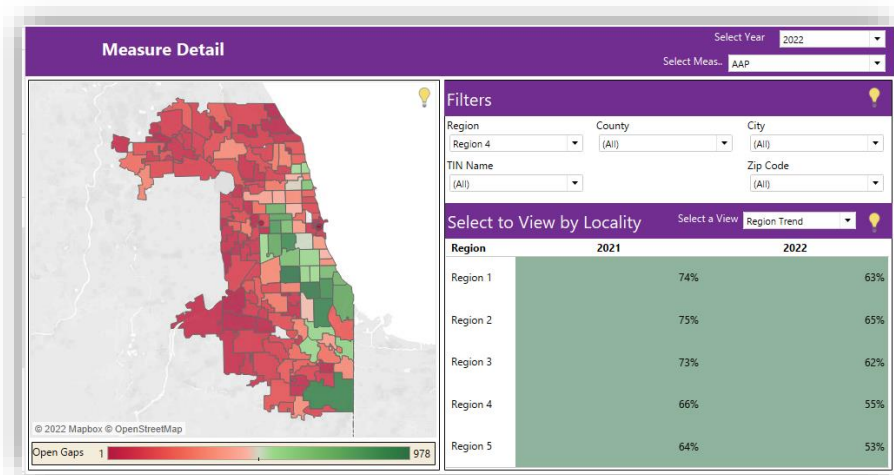 Measure Detail
Select Year 2022
Select Meas.. AAP
© 2022 Mapbox © OpenStreetMap
Open Gaps 1 978
Filters
Region County City
Region 4 (All) (All)
TIN Name Zip Code
(All) (All)
Select to View by Locality Select a View Region Trend
Region 2021 2022
Region 1 74% 63%
Region 2 75% 65%
Region 3 73% 62%
Region 4 66% 55%
Region 5 64% 53%